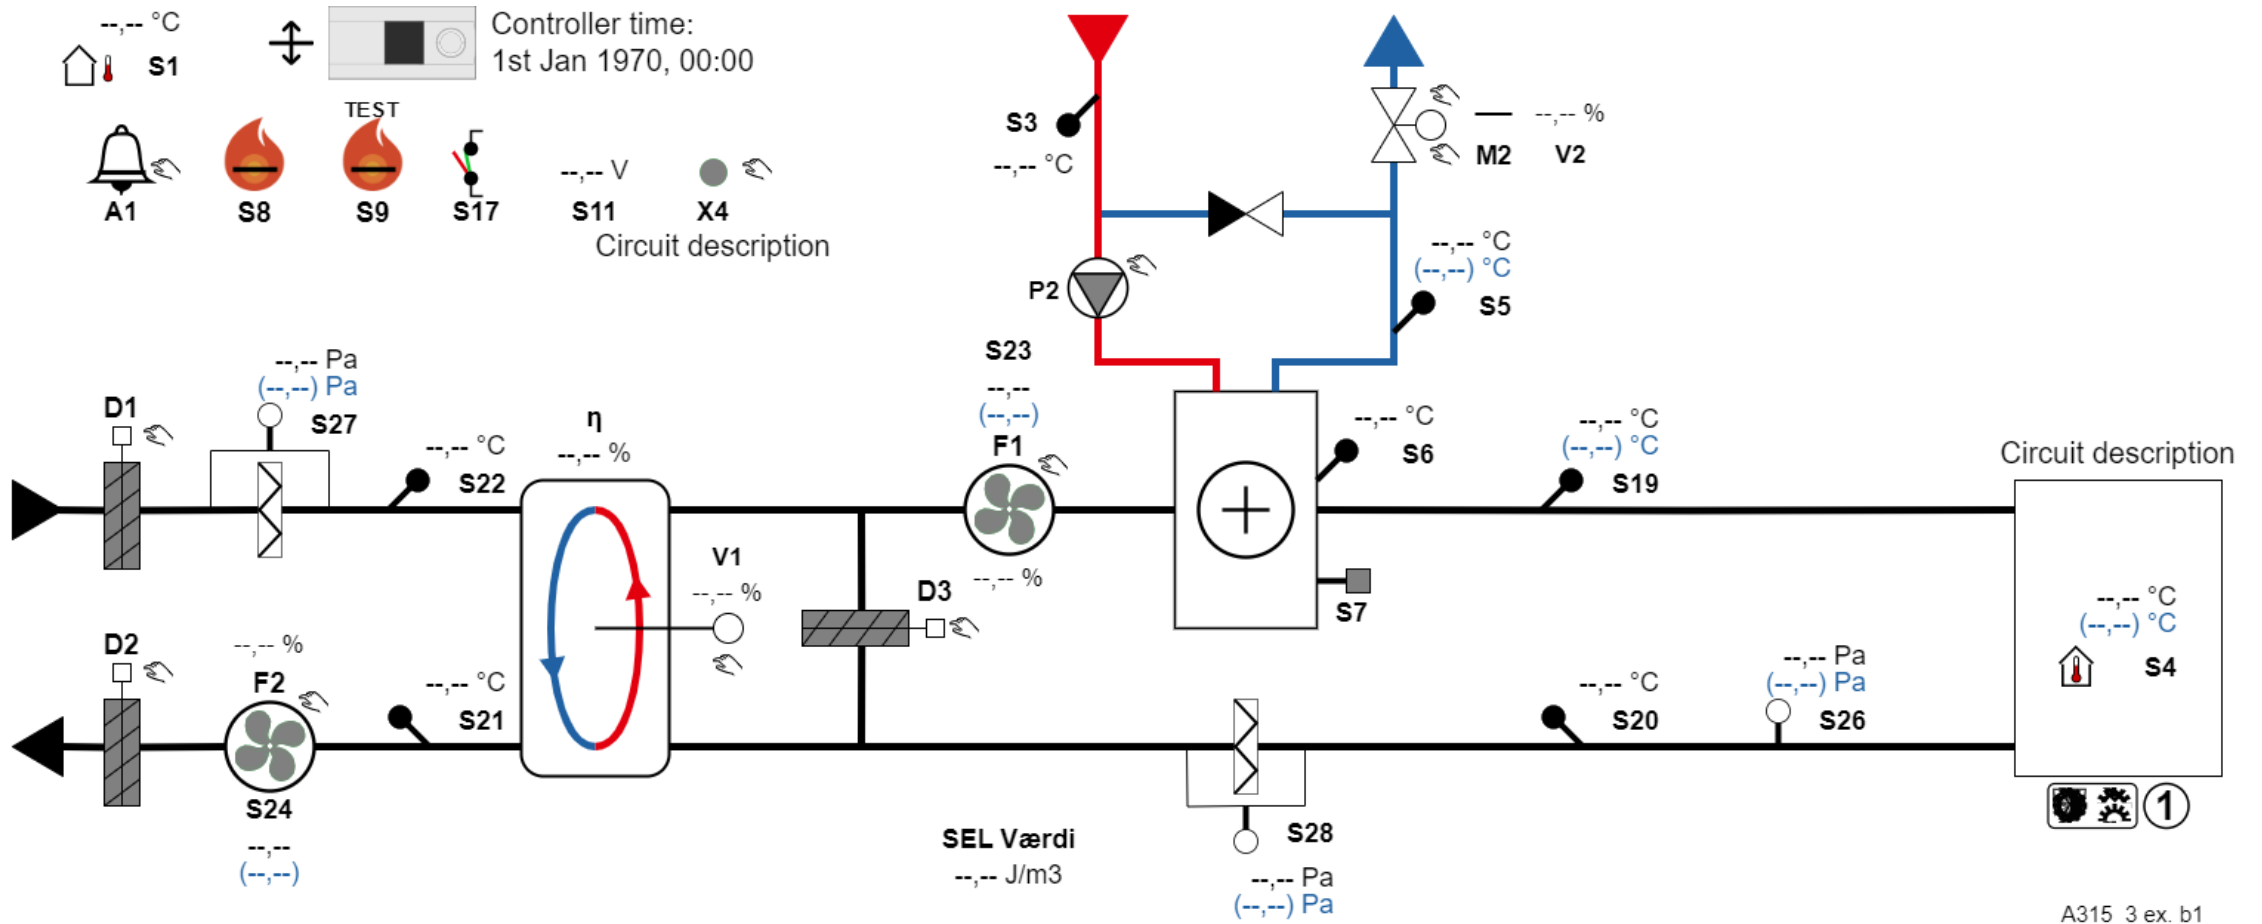 --,-- °C
S1
Controller time:
1st Jan 1970, 00:00
TEST
A1
S8
S9
S17
--,-- V
S11
X4
Circuit description
S3
--,-- °C
--,-- %
M2
V2
P2
--,-- °C
(--,--) °C
S5
S23
--,--
(--,--)
F1
--,-- %
--,-- Pa
(--,--) Pa
S27
D1
--,-- °C
S22
η
--,-- %
V1
--,-- %
D3
--,-- °C
S6
S7
--,-- °C
(--,--) °C
S19
Circuit description
--,-- °C
(--,--) °C
S4
D2
--,-- %
F2
S24
--,--
(--,--)
--,-- °C
S21
SEL Værdi
--,-- J/m3
S28
--,-- Pa
(--,--) Pa
--,-- °C
S20
--,-- Pa
(--,--) Pa
S26
1
A315_3 ex. b1